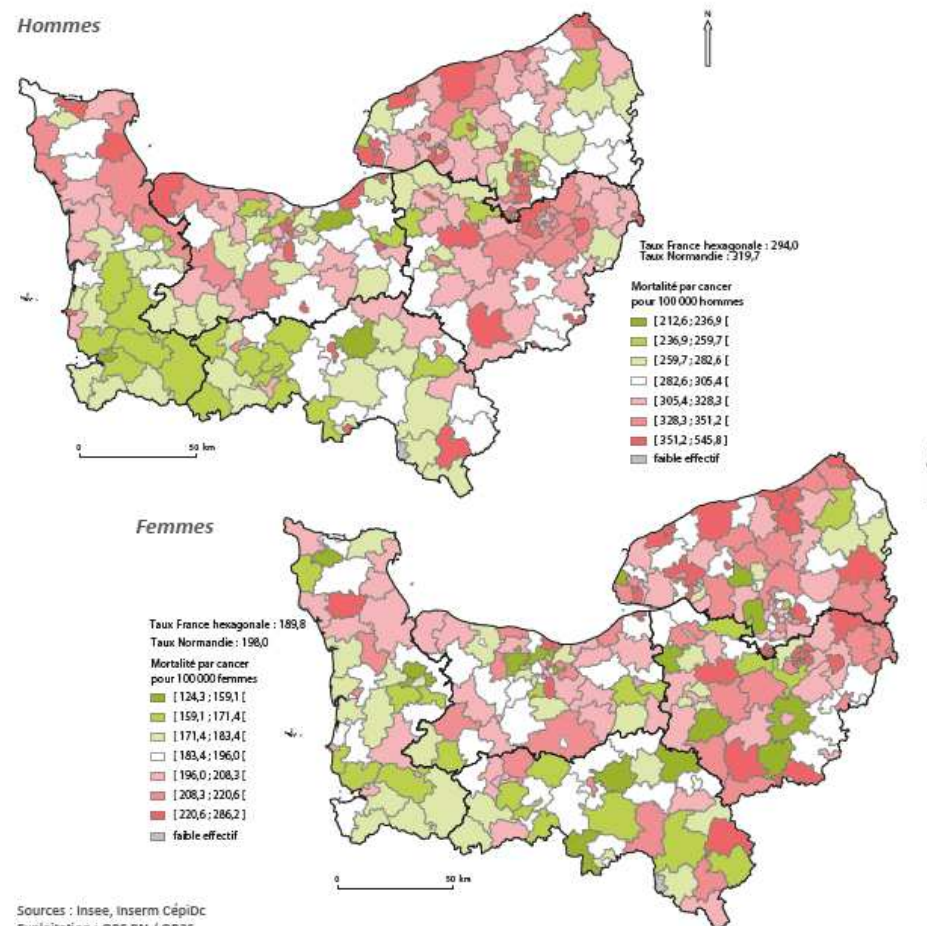 Hommes
N
Taux France hexagonale : 294,0
Taux Normandie : 319,7
Mortalité par cancer
pour 100 000 hommes
[ 212,6 ; 236,9 [
[ 236,9 ; 259,7 [
[ 259,7 ; 282,6 [
[ 282,6 ; 305,4 [
[ 305,4 ; 328,3 [
[ 328,3 ; 351,2 [
[ 351,2 ; 545,8 ]
faible effectif
0 50 km
Femmes
Taux France hexagonale : 189,8
Taux Normandie : 198,0
Mortalité par cancer
pour 100 000 femmes
[ 124,3 ; 159,1 [
[ 159,1 ; 171,4 [
[ 171,4 ; 183,4 [
[ 183,4 ; 196,0 [
[ 196,0 ; 208,3 [
[ 208,3 ; 220,6 [
[ 220,6 ; 286,2 ]
faible effectif
0 50 km
Sources : Insee, Inserm CépiDc